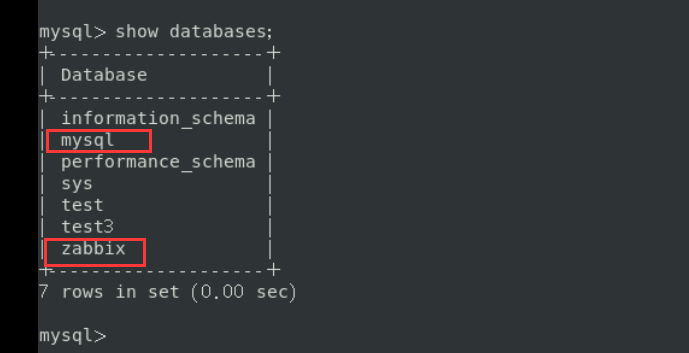 mysql> show databases;
+--------------------+
| Database           |
+--------------------+
| information_schema |
| mysql              |
| performance_schema |
| sys                |
| test               |
| test3              |
| zabbix             |
+--------------------+
7 rows in set (0.00 sec)
mysql>